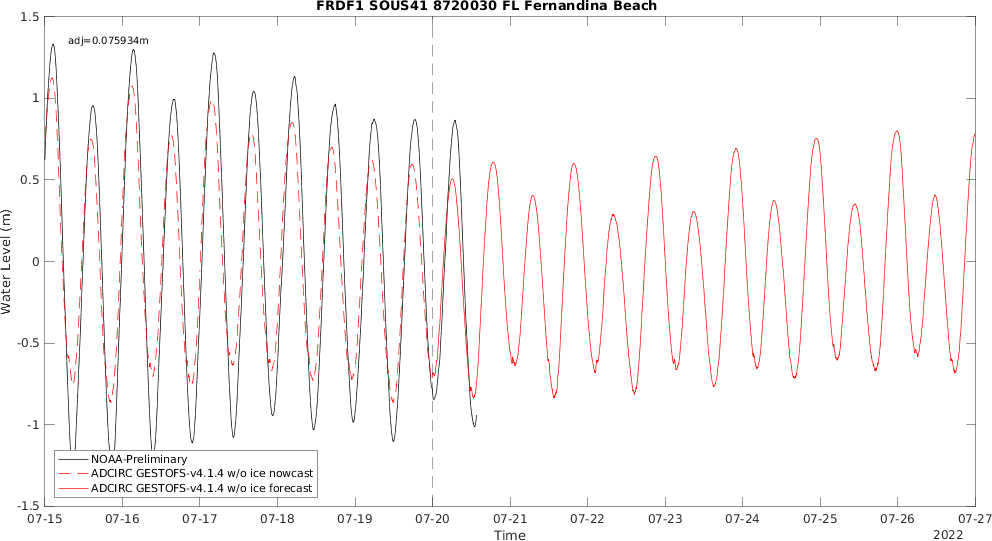 FRDF1 SOUS41 8720030 FL Fernandina Beach
adj=0.075934m
1.5
1
0.5
0
-0.5
-1
-1.5
Water Level (m)
NOAA-Preliminary
ADCIRC GESTOFS-v4.1.4 w/o ice nowcast
ADCIRC GESTOFS-v4.1.4 w/o ice forecast
07-15 07-16 07-17 07-18 07-19 07-20 07-21 07-22 07-23 07-24 07-25 07-26 07-27
Time
2022